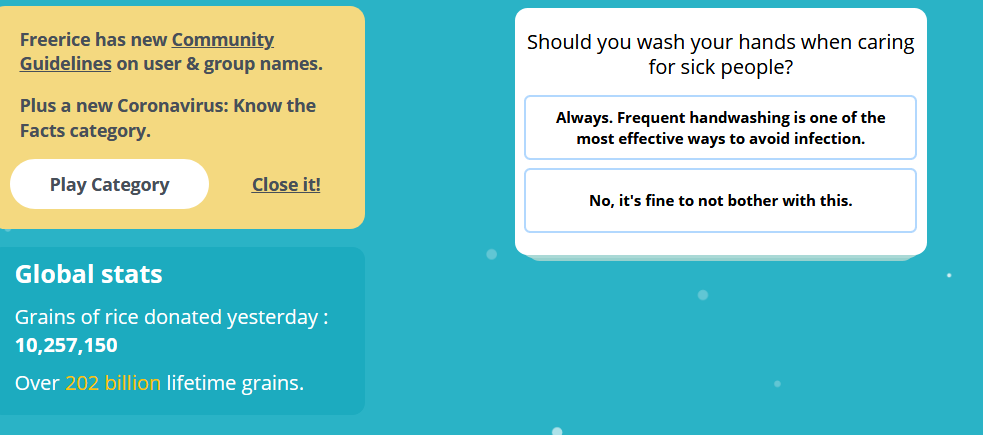 Freerice has new Community
Guidelines on user & group names.
Plus a new Coronavirus: Know the
Facts category.
Play Category
Close it!
Global stats
Grains of rice donated yesterday :
10,257,150
Over 202 billion lifetime grains.
Should you wash your hands when caring
for sick people?
Always. Frequent handwashing is one of the
most effective ways to avoid infection.
No, it's fine to not bother with this.